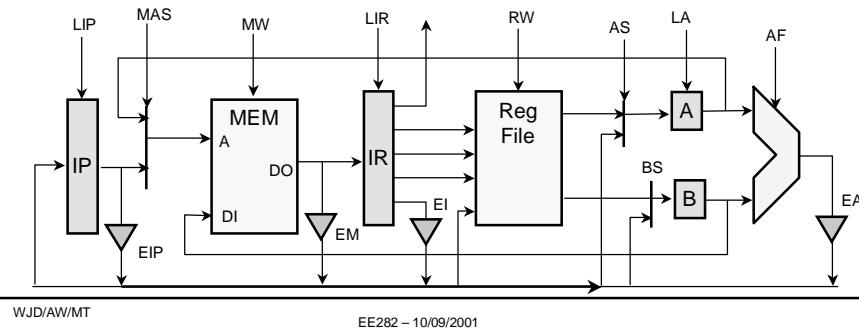 LIP
MAS
MW
LIR
RW
AS
LA
AF
IP
MEM
A
DO
DI
IR
Reg
File
A
BS
B
EIP
EM
EI
EA
WJD/AW/MT
EE282 – 10/09/2001